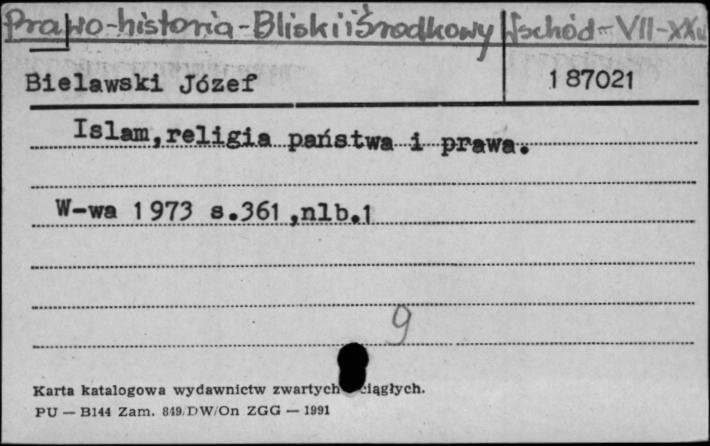 Prawo-historia-Bliski i Środkowy Wschód-VII-XXw
Bielawski Józef 187021
Islam,religia państwa i prawa.
W-wa 1973 s.361,nlb.1
9
Karta katalogowa wydawnictw zwartych ciągłych.
PU — B144 Zam. 849/DW/On ZGG — 1991